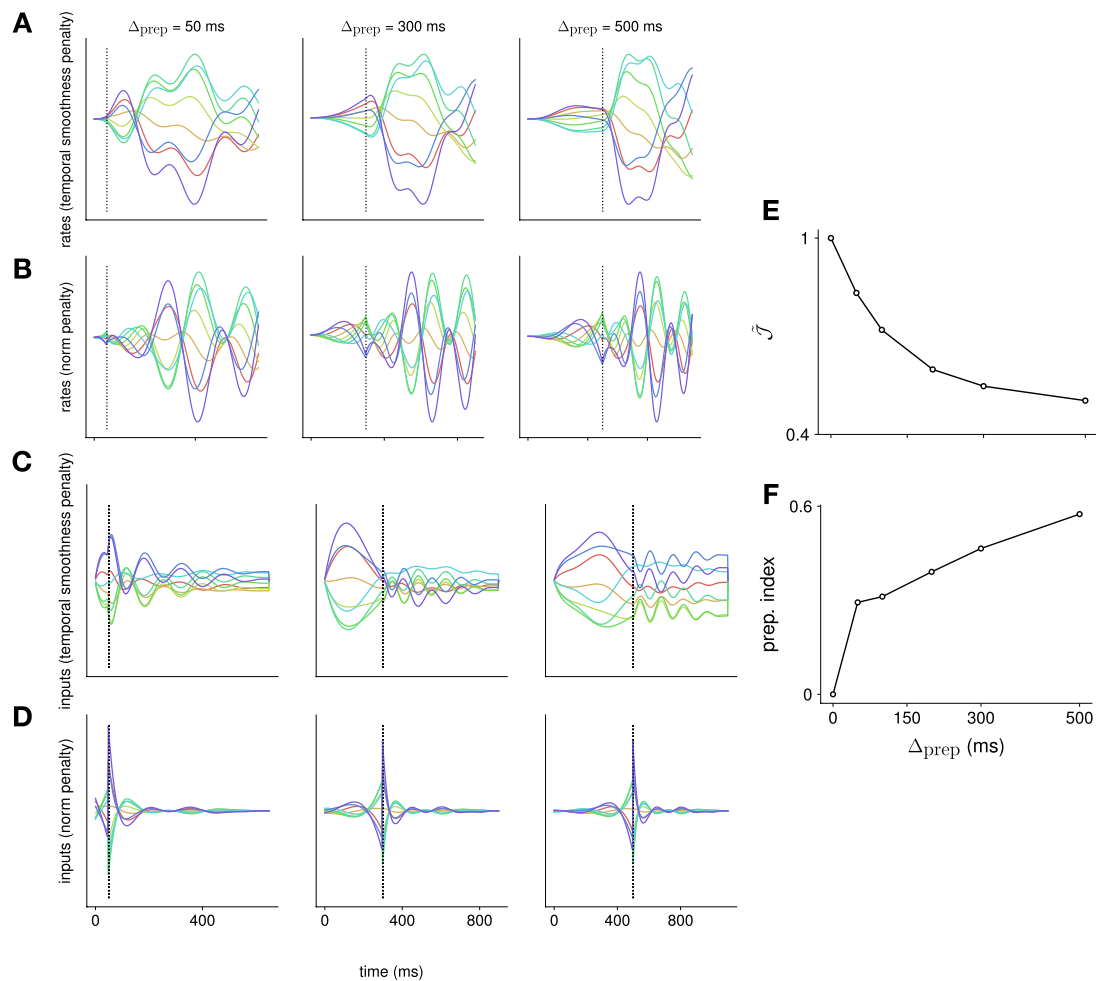 A
Δprep = 50 ms
Δprep = 300 ms
Δprep = 500 ms
rates (temporal smoothness penalty)
B
rates (norm penalty)
C
inputs (temporal smoothness penalty)
D
inputs (norm penalty)
0
400
0
400
800
0
400
800
time (ms)
E
1
0.4
𝒥̃
F
0.6
0
prep. index
0
150
300
500
Δprep (ms)